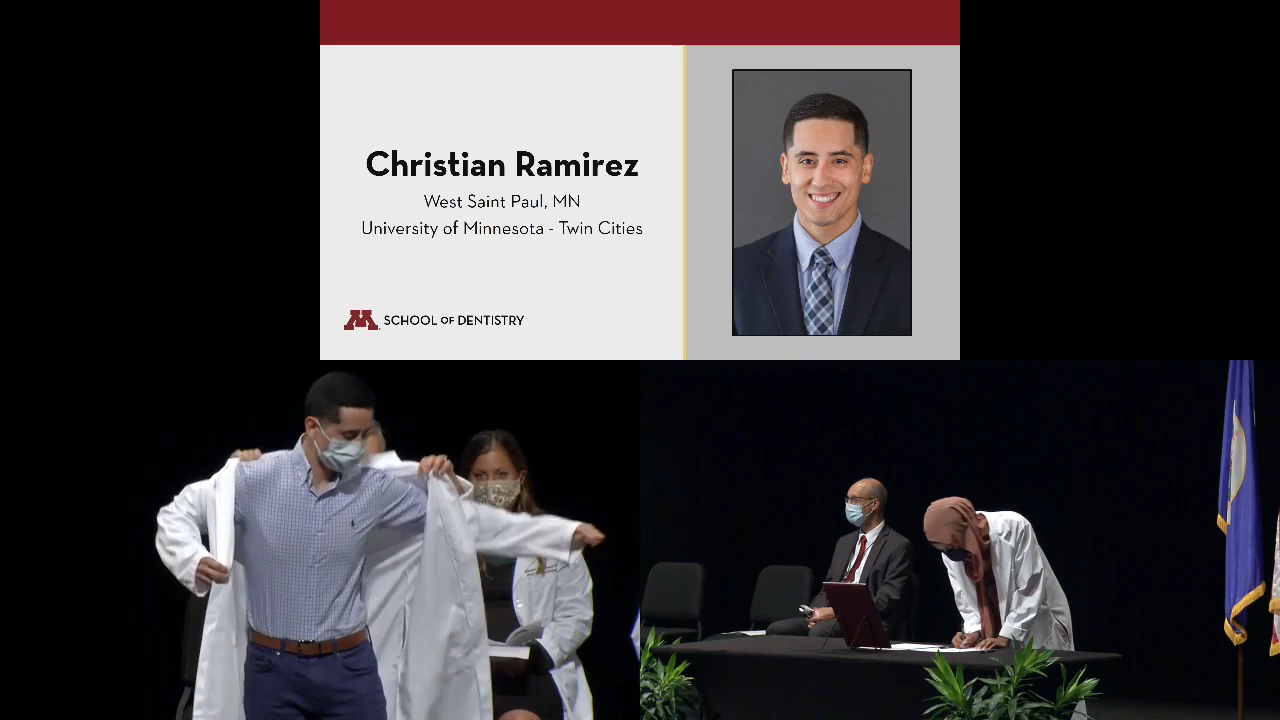 Christian Ramirez
West Saint Paul, MN
University of Minnesota - Twin Cities
M SCHOOL OF DENTISTRY